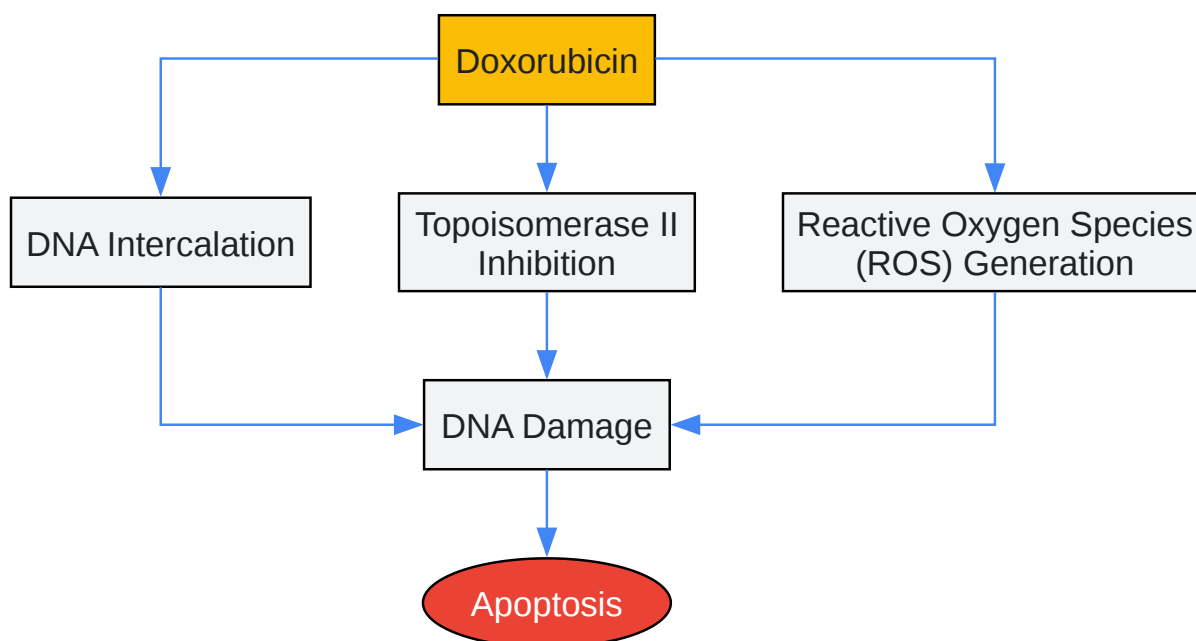 Doxorubicin
DNA Intercalation
Topoisomerase II
Inhibition
Reactive Oxygen Species
(ROS) Generation
DNA Damage
Apoptosis